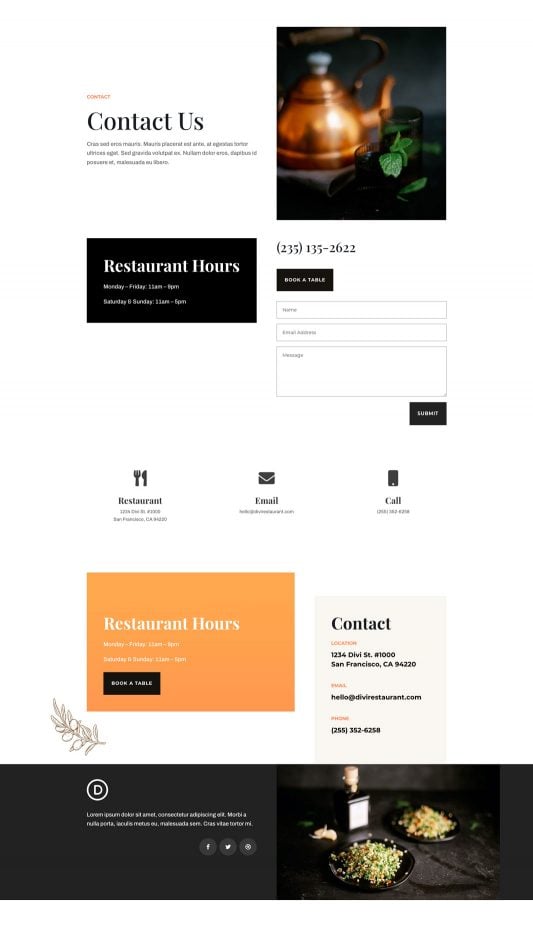 CONTACT
Contact Us
Cras sed eros mauris. Mauris placerat est ante, at egestas tortor
ultrices eget. Sed gravida volutpat ex. Nullam dolor eros, dapibus id
posuere et, malesuada eu libero.
Restaurant Hours
Monday – Friday: 11am – 9pm
Saturday & Sunday: 11am – 5pm
(235) 135-2622
BOOK A TABLE
Name
Email Address
Message
SUBMIT
Restaurant
1234 Divi St. #1000
San Francisco, CA 94220
Email
hello@divirestaurant.com
Call
(255) 352-6258
Restaurant Hours
Monday – Friday: 11am – 9pm
Saturday & Sunday: 11am – 5pm
BOOK A TABLE
Contact
LOCATION
1234 Divi St. #1000
San Francisco, CA 94220
EMAIL
hello@divirestaurant.com
PHONE
(255) 352-6258
D
Lorem ipsum dolor sit amet, consectetur adipiscing elit. Morbi a
nulla porta, iaculis metus eu, malesuada sem. Cras vitae tortor mi.